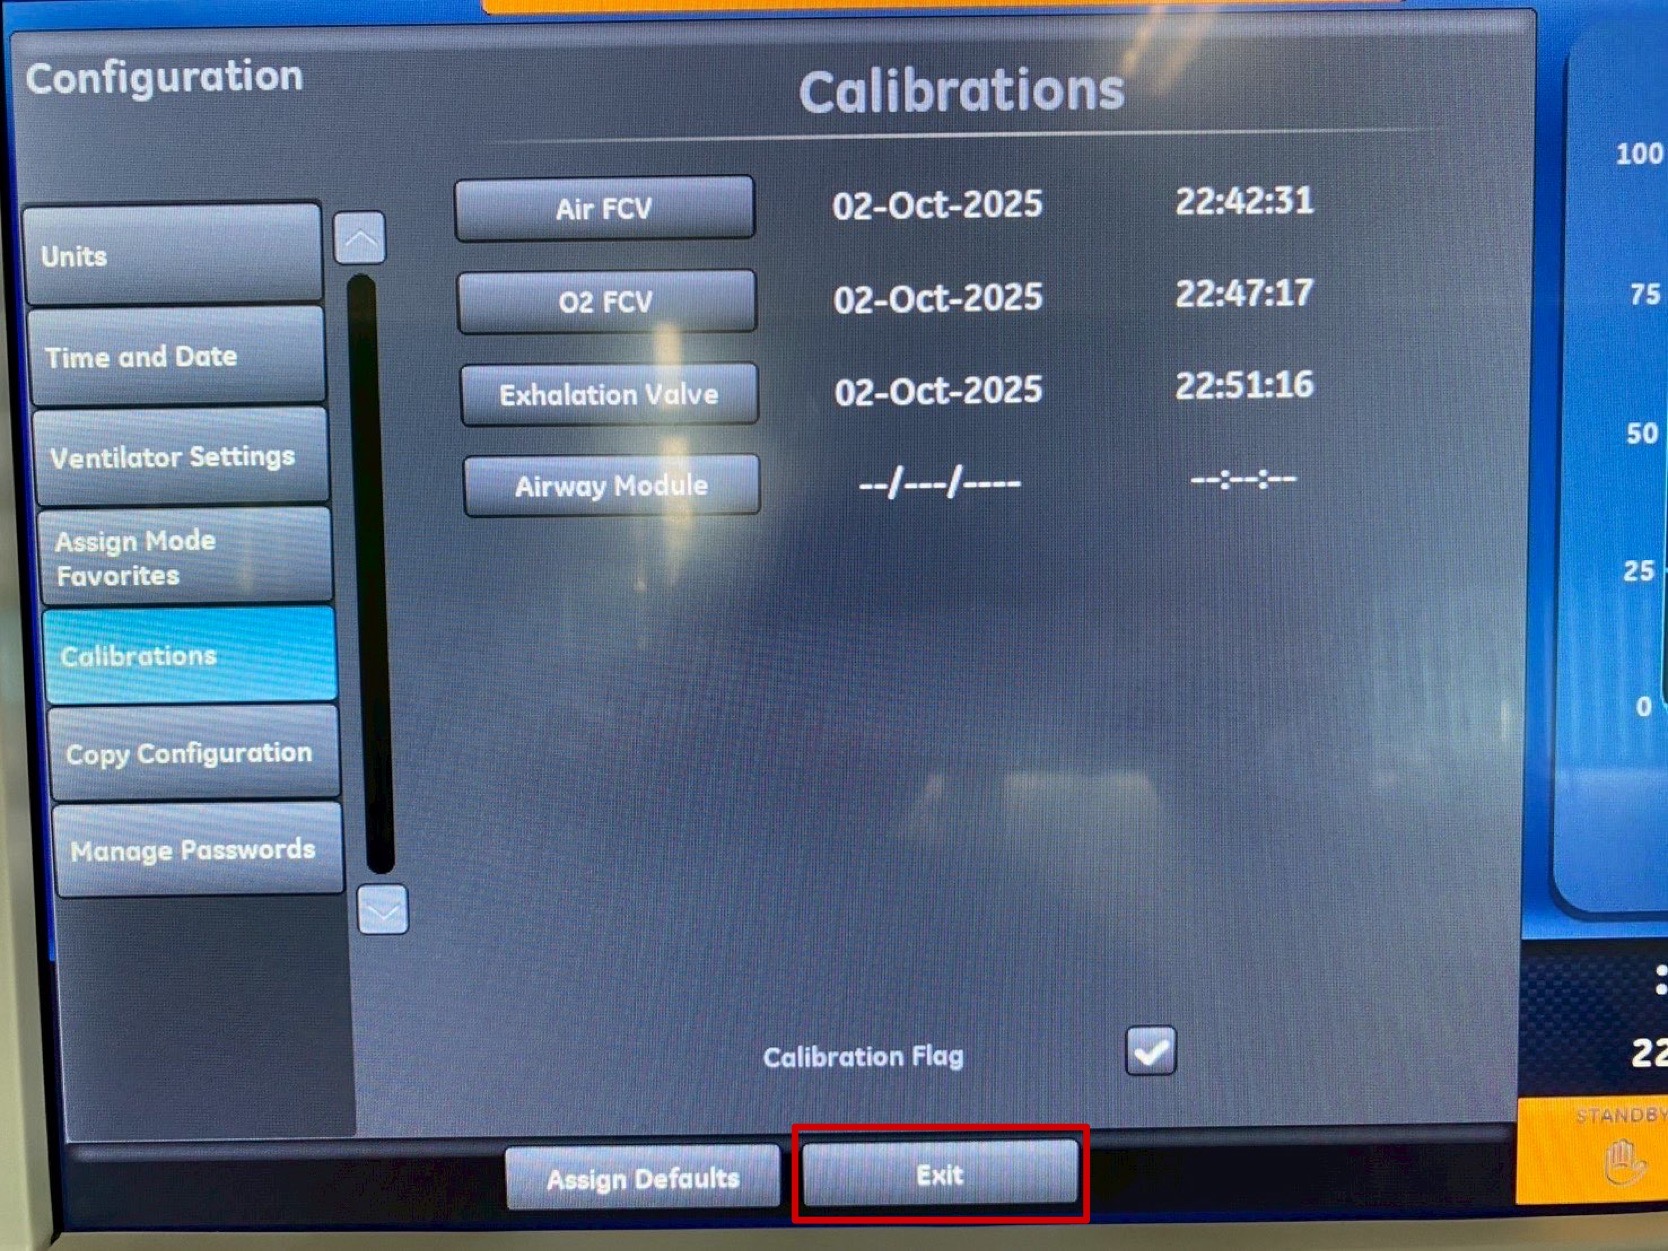 Configuration
Calibrations
Units
Time and Date
Ventilator Settings
Assign Mode
Favorites
Calibrations
Copy Configuration
Manage Passwords
Air FCV 02-Oct-2025 22:42:31
O2 FCV 02-Oct-2025 22:47:17
Exhalation Valve 02-Oct-2025 22:51:16
Airway Module --/---/---- --:--:--
Calibration Flag
Assign Defaults
Exit
100
75
50
25
0
22
STANDBY